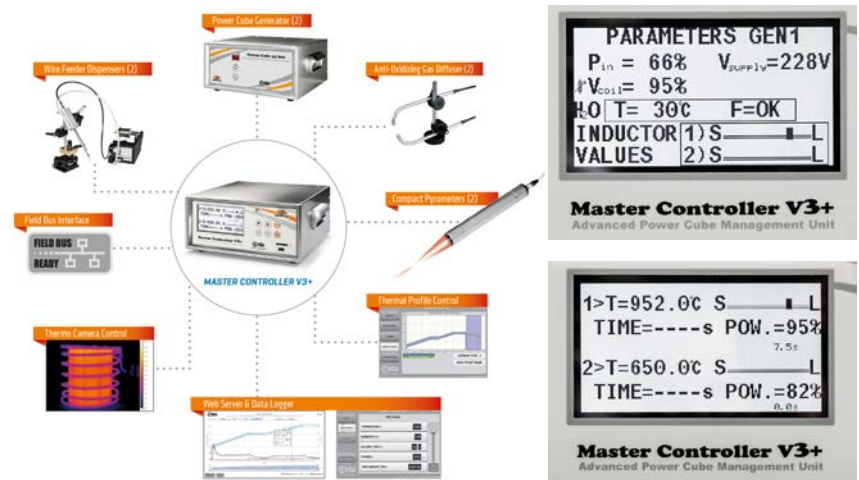 Power Cube Generator (2)
Wire Feeder Dispensers (2)
Anti-Oxidizing Gas Diffuser (2)
Compact Pyrometers (2)
Field Bus Interface
FIELD BUS
READY
MASTER CONTROLLER V3+
Thermal Profile Control
Thermo Camera Control
Web Server & Data Logger
PARAMETERS GEN1
Pin = 66% Vsupply=228V
Vcoil= 95%
H2O T= 30°C F=OK
INDUCTOR 1) S L
VALUES 2) S L
Master Controller V3+
Advanced Power Cube Management Unit
1>T=952.0°C S L
TIME=----s POW.=95%
7.5s
2>T=650.0°C S L
TIME=----s POW.=82%
0.0s
Master Controller V3+
Advanced Power Cube Management Unit